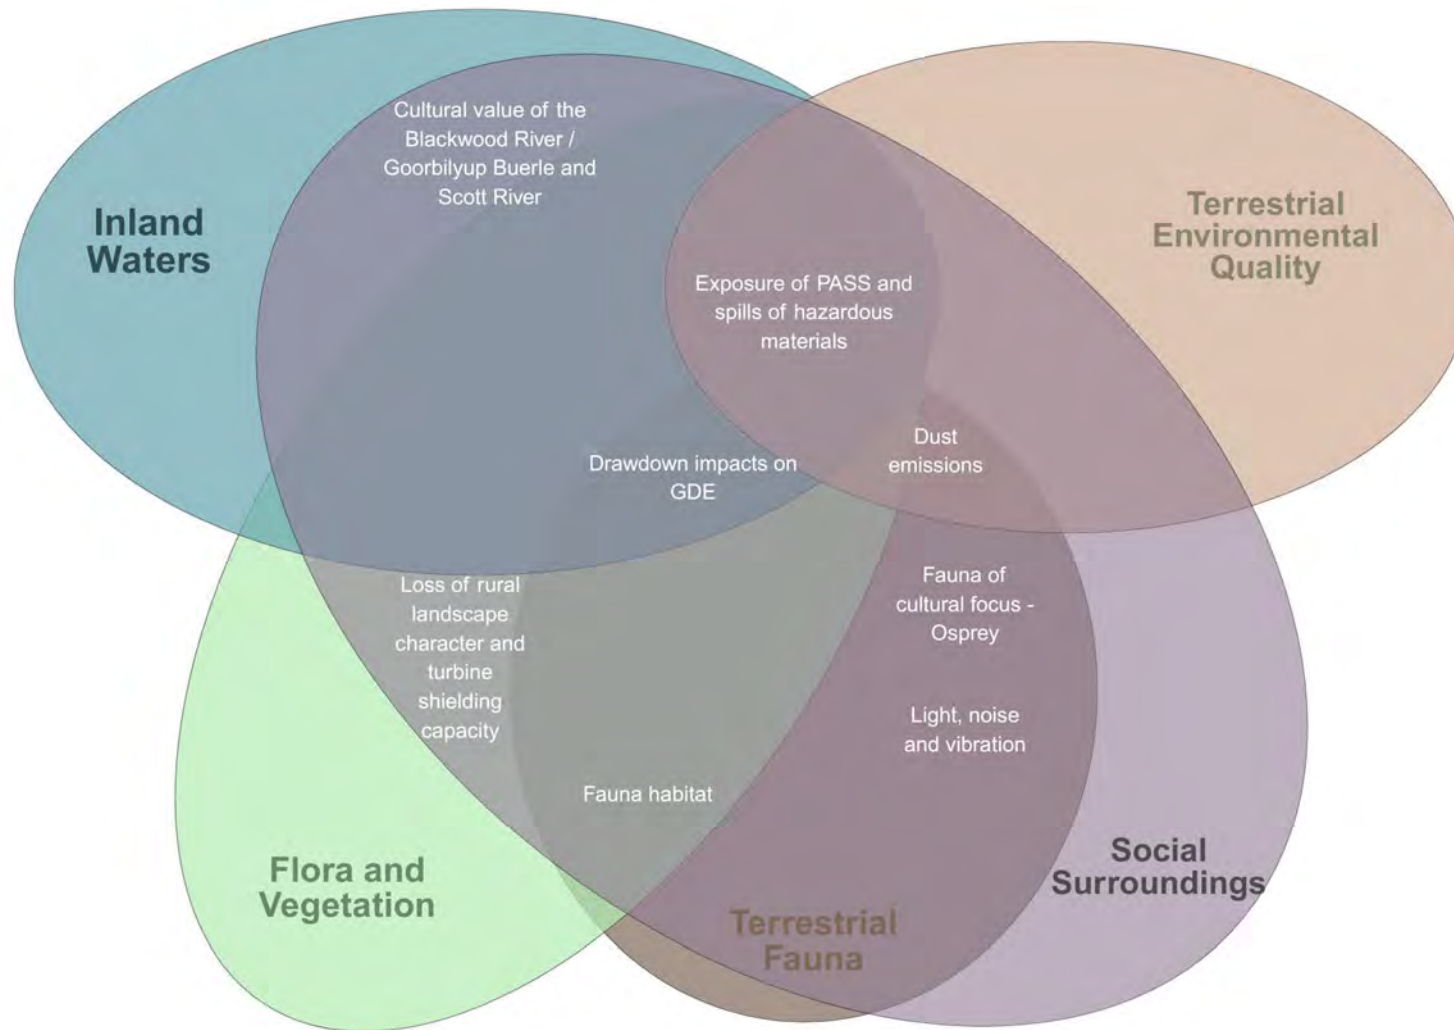 Cultural value of the
Blackwood River /
Goorbilyup Buerle and
Scott River
Inland
Waters
Terrestrial
Environmental
Quality
Exposure of PASS and
spills of hazardous
materials
Dust
emissions
Drawdown impacts on
GDE
Loss of rural
landscape
character and
turbine
shielding
capacity
Fauna of
cultural focus -
Osprey
Light, noise
and vibration
Fauna habitat
Flora and
Vegetation
Social
Surroundings
Terrestrial
Fauna